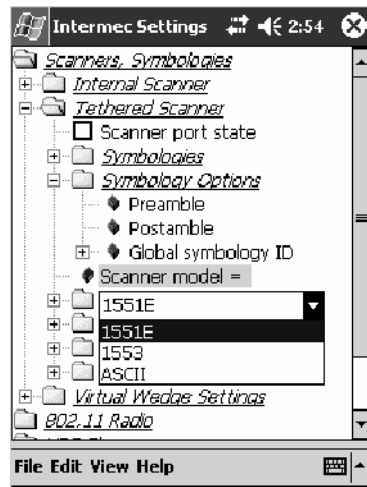 Intermec Settings 2:54
Scanners, Symbologies
Internal Scanner
Tethered Scanner
Scanner port state
Symbologies
Symbology Options
Preamble
Postamble
Global symbology ID
Scanner model =
1551E
1551E
1553
ASCII
Virtual Wedge Settings
802.11 Radio
File Edit View Help